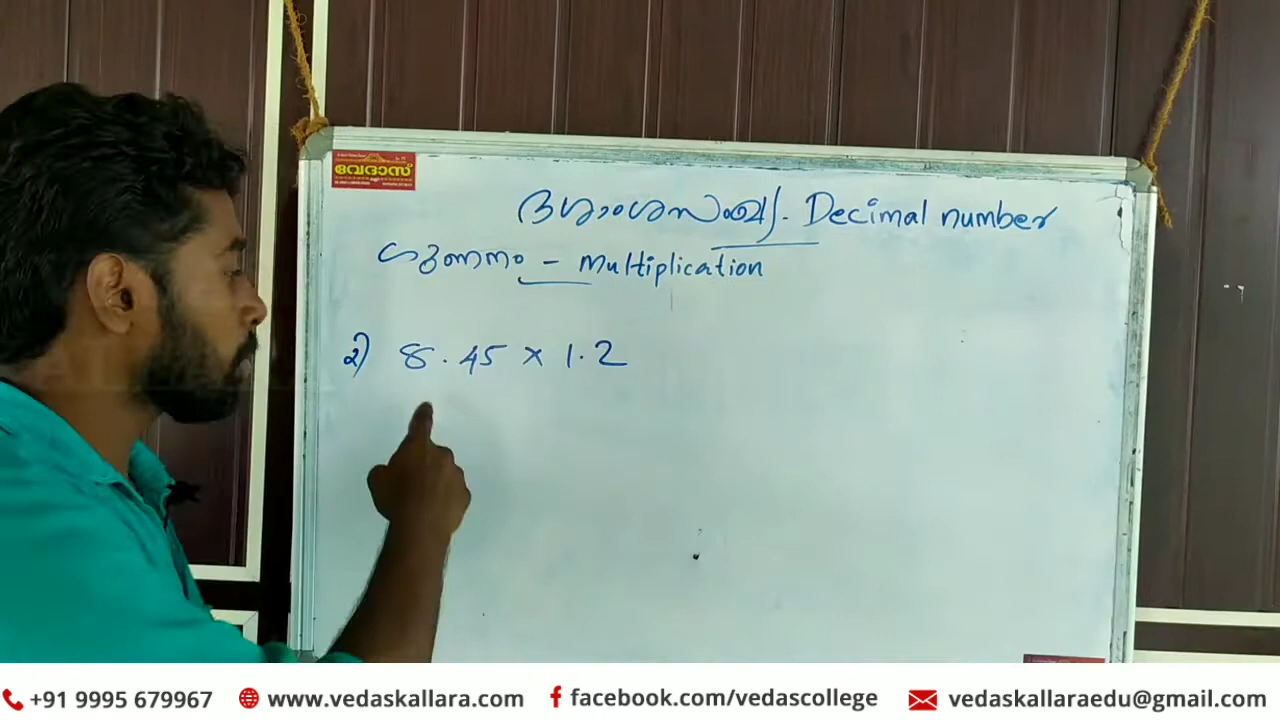 വേദാസ്
ദശാംശസംഖ്യ - Decimal number
ഗുണനം - Multiplication
2) 8.45 × 1.2
+91 9995 679967 www.vedaskallara.com facebook.com/vedascollege vedaskallaraedu@gmail.com